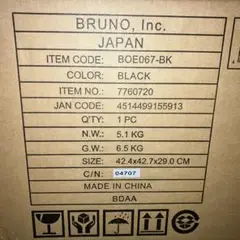 BRUNO, Inc.
JAPAN
ITEM CODE: BOE067-BK
COLOR: BLACK
ITEM NO.: 7760720
JAN CODE: 4514499155913
Q'TY: 1 PC
N.W.: 5.1 KG
G.W.: 6.5 KG
SIZE: 42.4x42.7x29.0 CM
C/N: 04707
MADE IN CHINA
BDAA